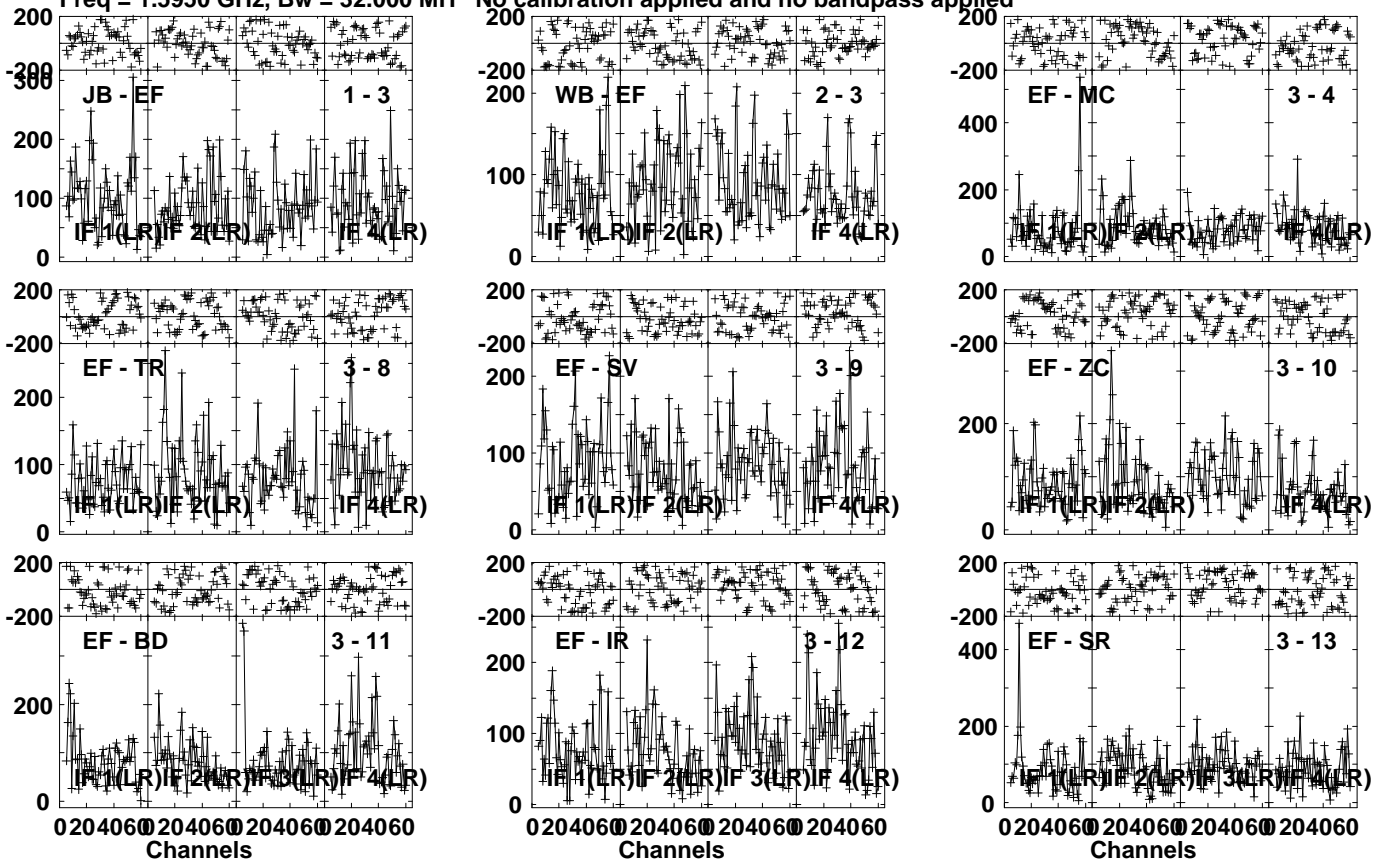 Freq = 1.5950 GHz, Bw = 32.000 MH No calibration applied and no bandpass applied
200 200 200
-200 -200 -200
300
JB - EF 1 - 3 WB - EF 2 - 3 EF - MC 3 - 4
200 200 400
100 100 200
IF 1(LR) IF 2(LR) IF 4(LR) IF 1(LR) IF 2(LR) IF 4(LR) IF 1(LR) IF 2(LR) IF 4(LR)
0 0 0
200 200 200
-200 -200 -200
EF - TR 3 - 8 EF - SV 3 - 9 EF - ZC 3 - 10
200 200 200
100 100
IF 1(LR) IF 2(LR) IF 4(LR) IF 1(LR) IF 2(LR) IF 4(LR) IF 1(LR) IF 2(LR) IF 4(LR)
0 0 0
200 200 200
-200 -200 -200
EF - BD 3 - 11 EF - IR 3 - 12 EF - SR 3 - 13
200 200 400
100 200
IF 1(LR) IF 2(LR) IF 3(LR) IF 4(LR) IF 1(LR) IF 2(LR) IF 3(LR) IF 4(LR) IF 1(LR) IF 2(LR) IF 3(LR) IF 4(LR)
0 0 0
0 20 40 60 0 20 40 60 0 20 40 60 0 20 40 60 0 20 40 60 0 20 40 60 0 20 40 60 0 20 40 60 0 20 40 60 0 20 40 60 0 20 40 60 0 20 40 60
Channels Channels Channels